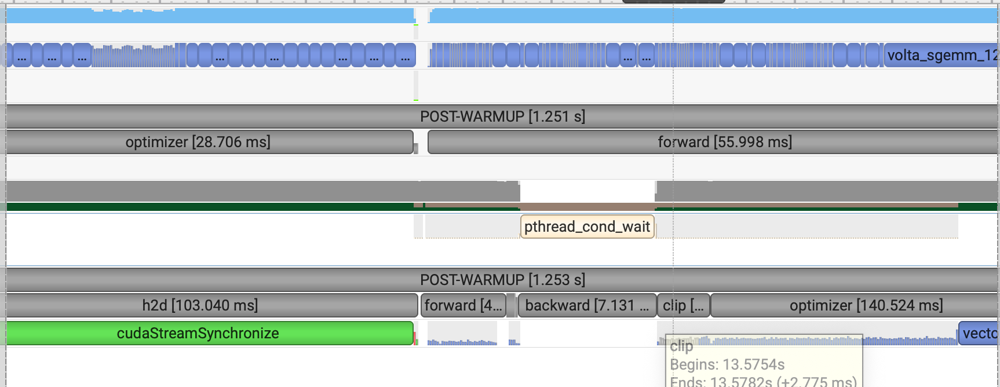 ... ... ... ... ... ... ... ... ... ... volta_sgemm_12
POST-WARMUP [1.251 s]
optimizer [28.706 ms] forward [55.998 ms]
pthread_cond_wait
POST-WARMUP [1.253 s]
h2d [103.040 ms] forward [4... backward [7.131 ... clip [... optimizer [140.524 ms]
cudaStreamSynchronize vecto
clip
Begins: 13.5754s
Ends: 13.5782s (+2.775 ms)